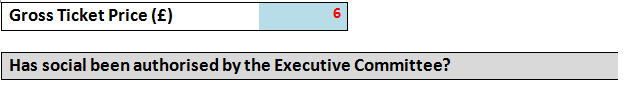 Gross Ticket Price (£) 6
Has social been authorised by the Executive Committee?